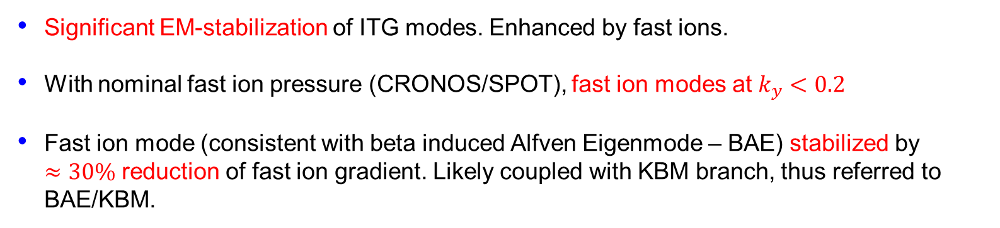 • Significant EM-stabilization of ITG modes. Enhanced by fast ions.
• With nominal fast ion pressure (CRONOS/SPOT), fast ion modes at k_y < 0.2
• Fast ion mode (consistent with beta induced Alfven Eigenmode – BAE) stabilized by
≈ 30% reduction of fast ion gradient. Likely coupled with KBM branch, thus referred to
BAE/KBM.